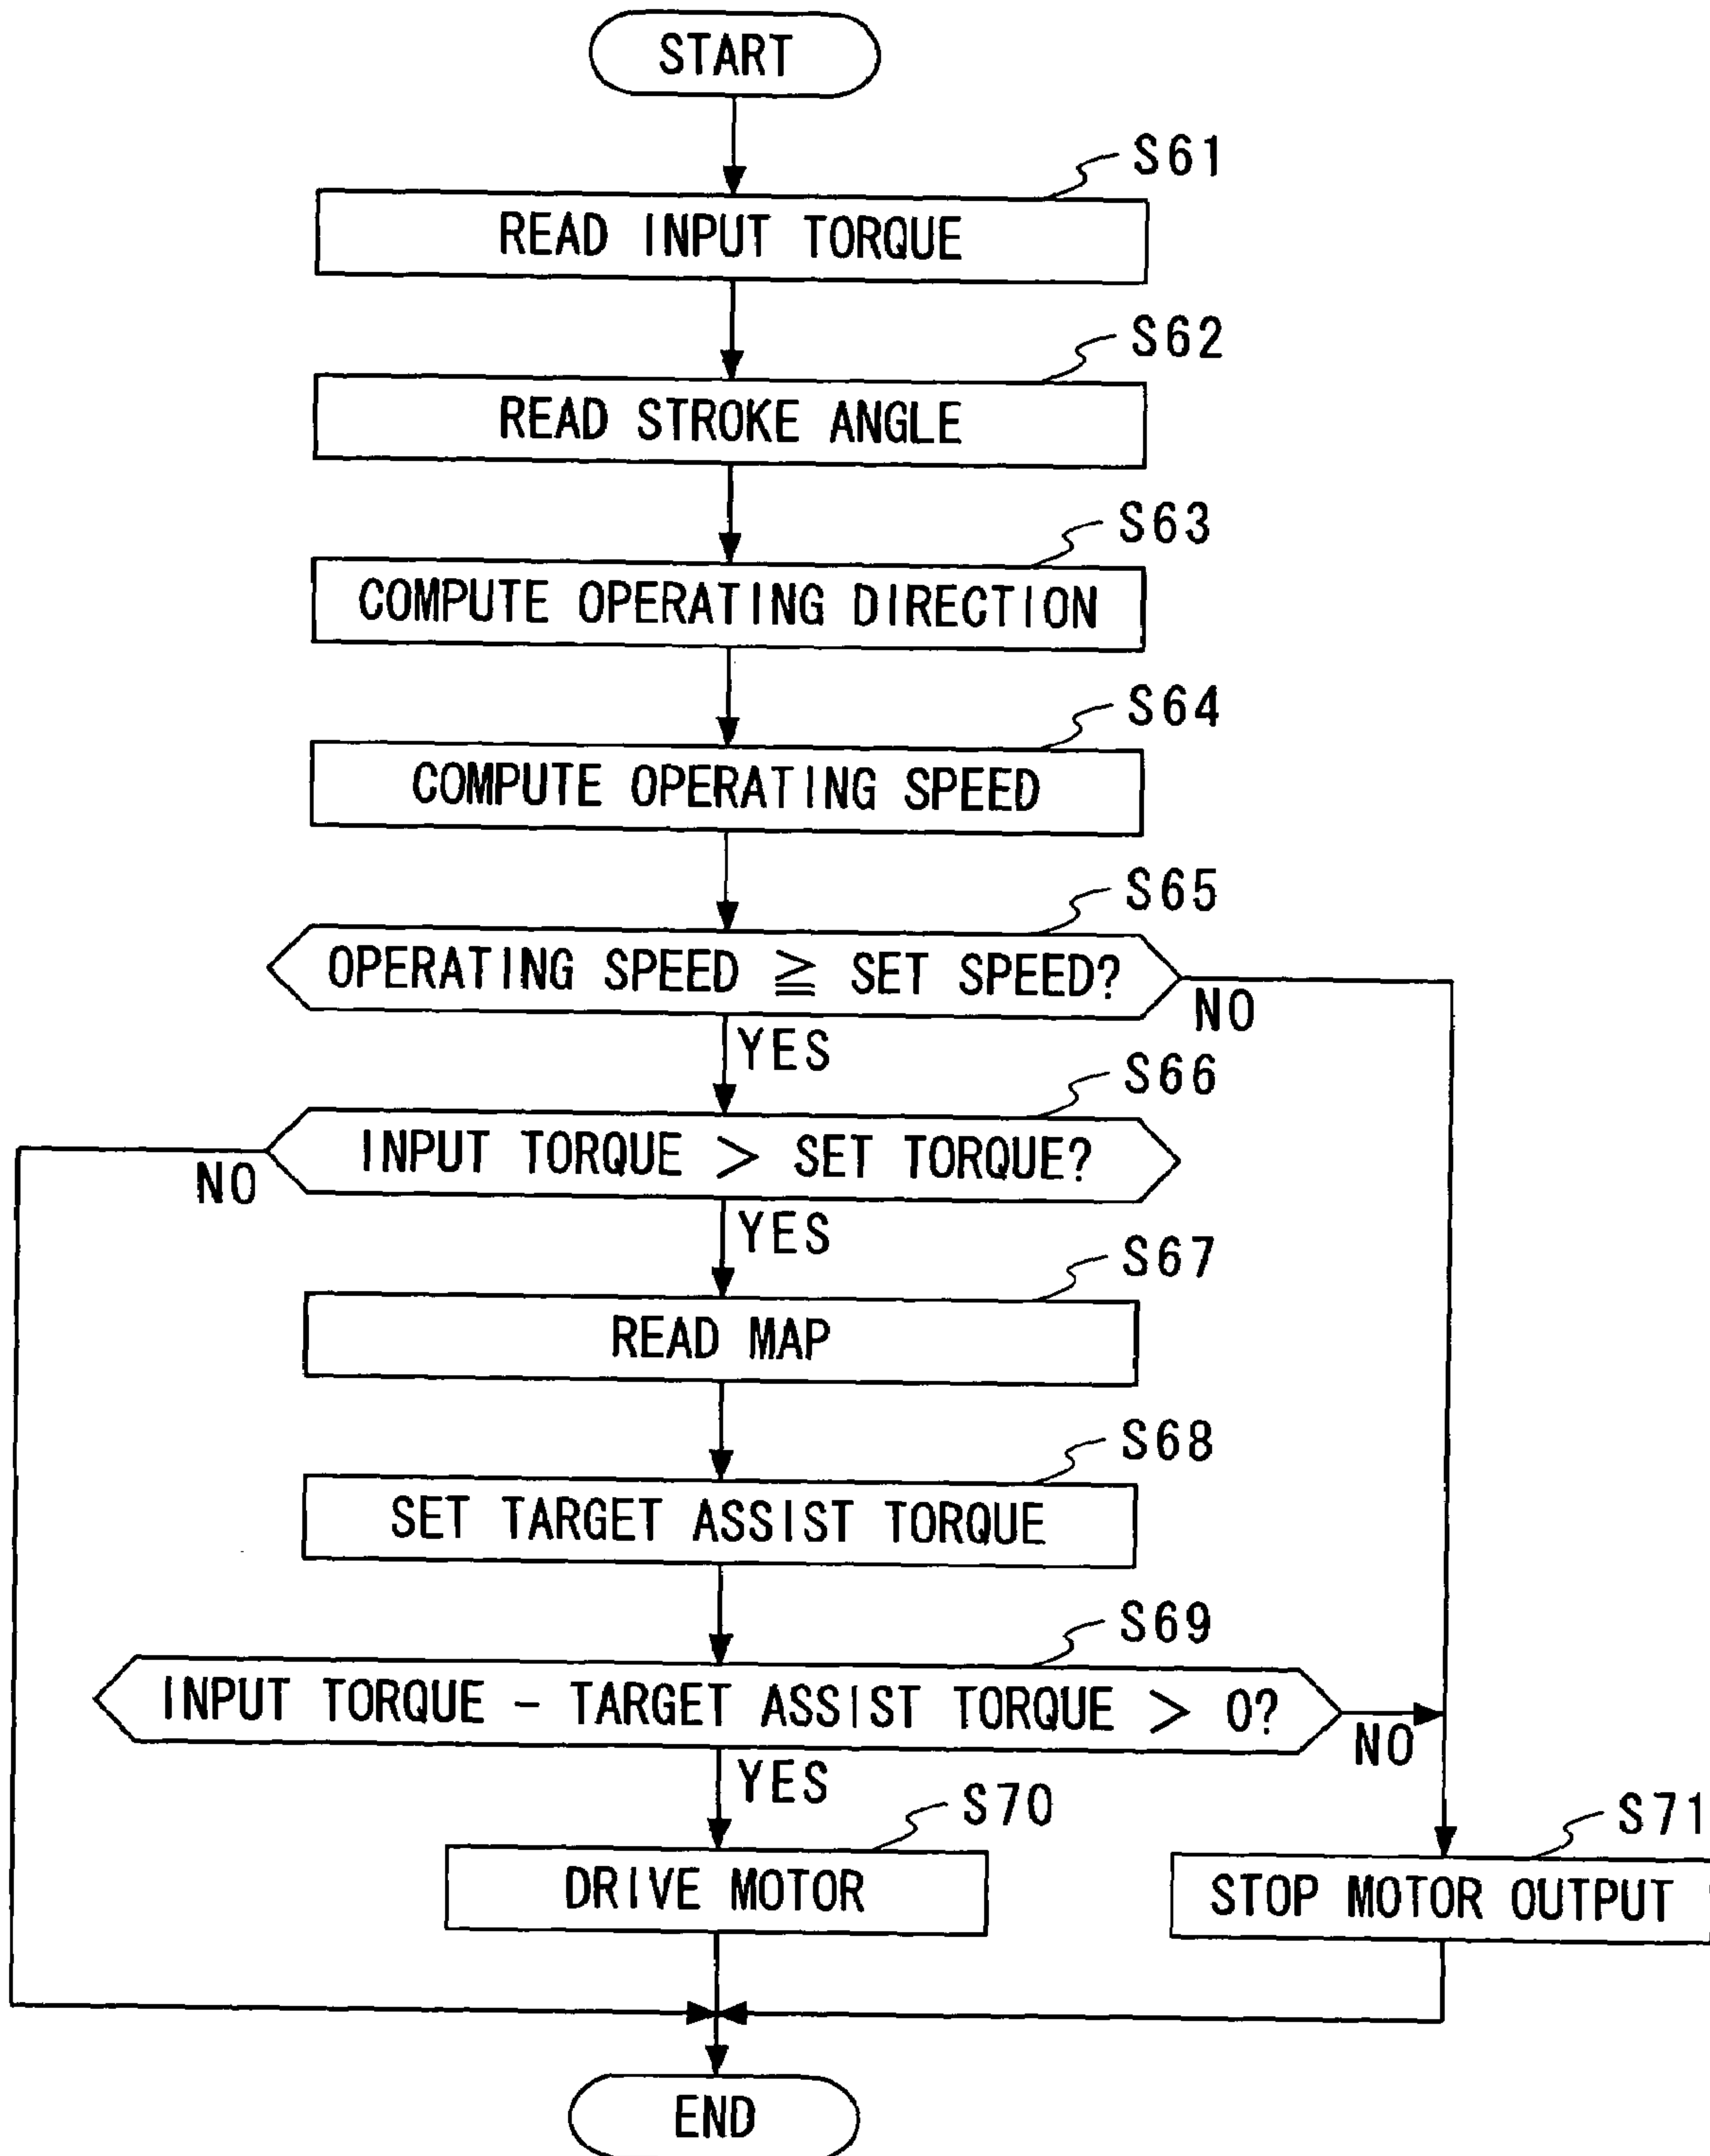 START
S61
READ INPUT TORQUE
S62
READ STROKE ANGLE
S63
COMPUTE OPERATING DIRECTION
S64
COMPUTE OPERATING SPEED
S65
OPERATING SPEED ≧ SET SPEED?
NO
YES
S66
INPUT TORQUE > SET TORQUE?
NO
YES
S67
READ MAP
S68
SET TARGET ASSIST TORQUE
S69
INPUT TORQUE - TARGET ASSIST TORQUE > 0?
NO
YES
S70
DRIVE MOTOR
S71
STOP MOTOR OUTPUT
END